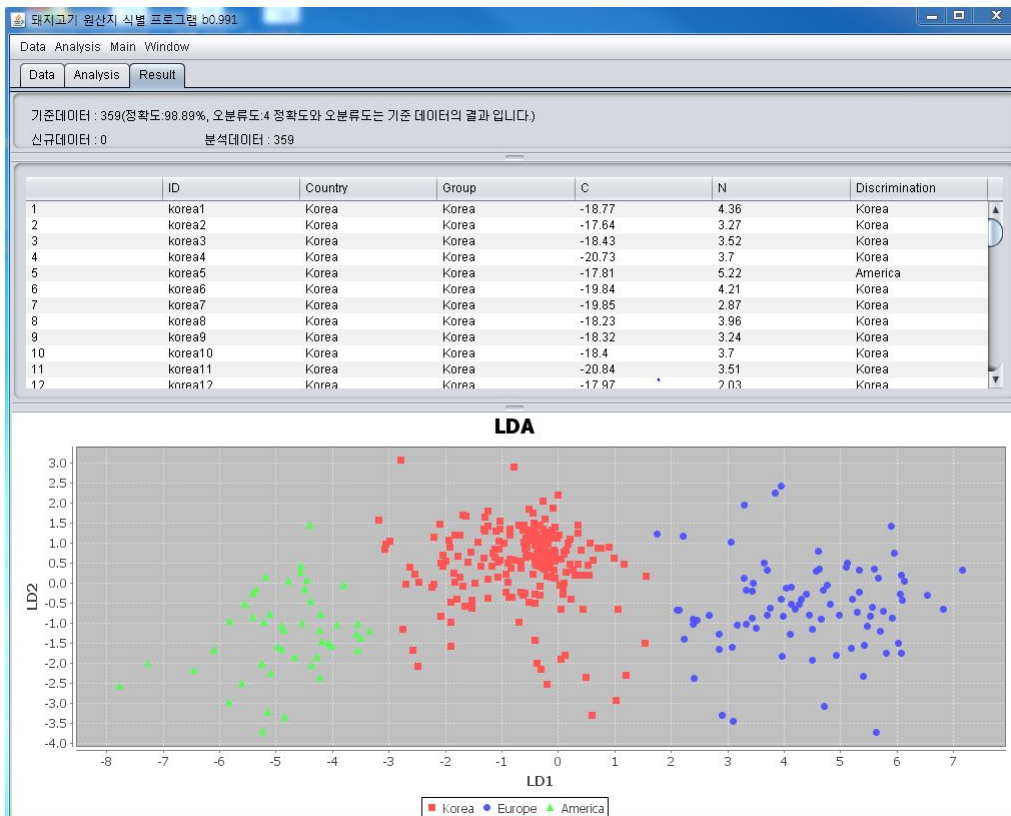 돼지고기 원산지 식별 프로그램 b0.991
Data Analysis Main Window
Data Analysis Result
기준데이터 : 359(정확도:98.89%, 오분류도:4 정확도와 오분류도는 기준 데이터의 결과 입니다.)
신규데이터 : 0 분석데이터 : 359
ID Country Group C N Discrimination
1 korea1 Korea Korea -18.77 4.36 Korea
2 korea2 Korea Korea -17.64 3.27 Korea
3 korea3 Korea Korea -18.43 3.52 Korea
4 korea4 Korea Korea -20.73 3.7 Korea
5 korea5 Korea Korea -17.81 5.22 America
6 korea6 Korea Korea -19.84 4.21 Korea
7 korea7 Korea Korea -19.85 2.87 Korea
8 korea8 Korea Korea -18.23 3.96 Korea
9 korea9 Korea Korea -18.32 3.24 Korea
10 korea10 Korea Korea -18.4 3.7 Korea
11 korea11 Korea Korea -20.84 3.51 Korea
12 korea12 Korea Korea -17.97 2.03 Korea
LDA
3.0
2.5
2.0
1.5
1.0
0.5
0.0
-0.5
-1.0
-1.5
-2.0
-2.5
-3.0
-3.5
-4.0
LD2
-8 -7 -6 -5 -4 -3 -2 -1 0 1 2 3 4 5 6 7
LD1
Korea Europe America